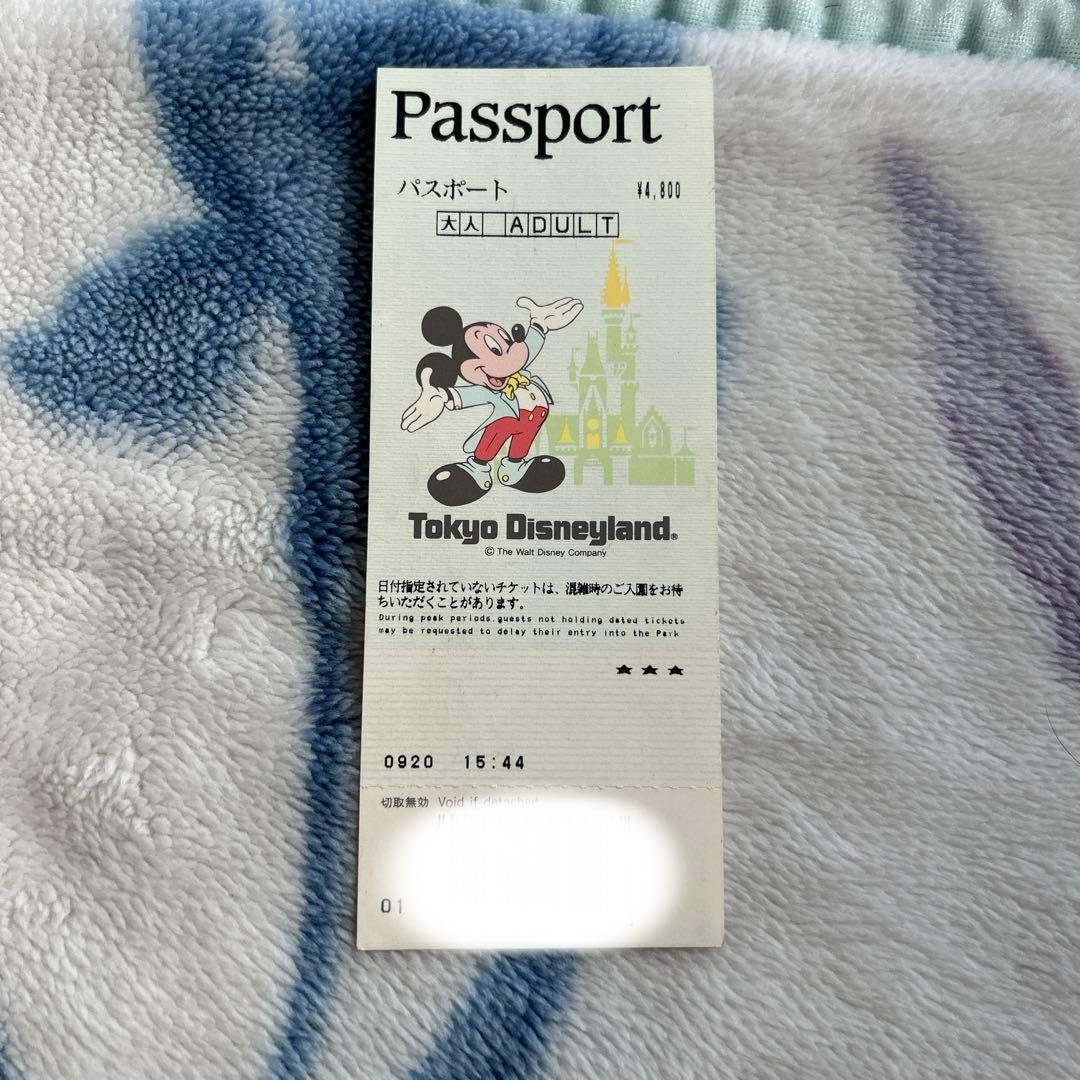 Passport
パスポート ¥4,800
大人 ADULT
Tokyo Disneyland®
© The Walt Disney Company
日付指定されていないチケットは、混雑時のご入園をお待
ちいただくことがあります。
During peak periods,guests not holding dated tickets
may be requested to delay their entry into the Park
★ ★ ★
0920 15:44
切取無効 Void if detached
01